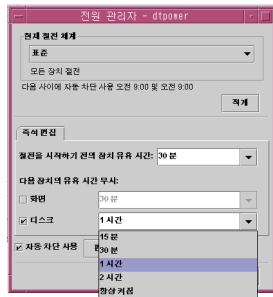 전원 관리자 - dtpower
현재 절전 체계
표준
모든 장치 절전
다음 사이에 자동 차단 사용 오전 9:00 및 오전 9:00
적게
즉석 편집
절전을 시작하기 전의 장치 유휴 시간: 30 분
다음 장치의 유휴 시간 무시:
화면 30 분
디스크 1 시간
자동 차단 사용
15 분
30 분
1 시간
2 시간
항상 켜짐